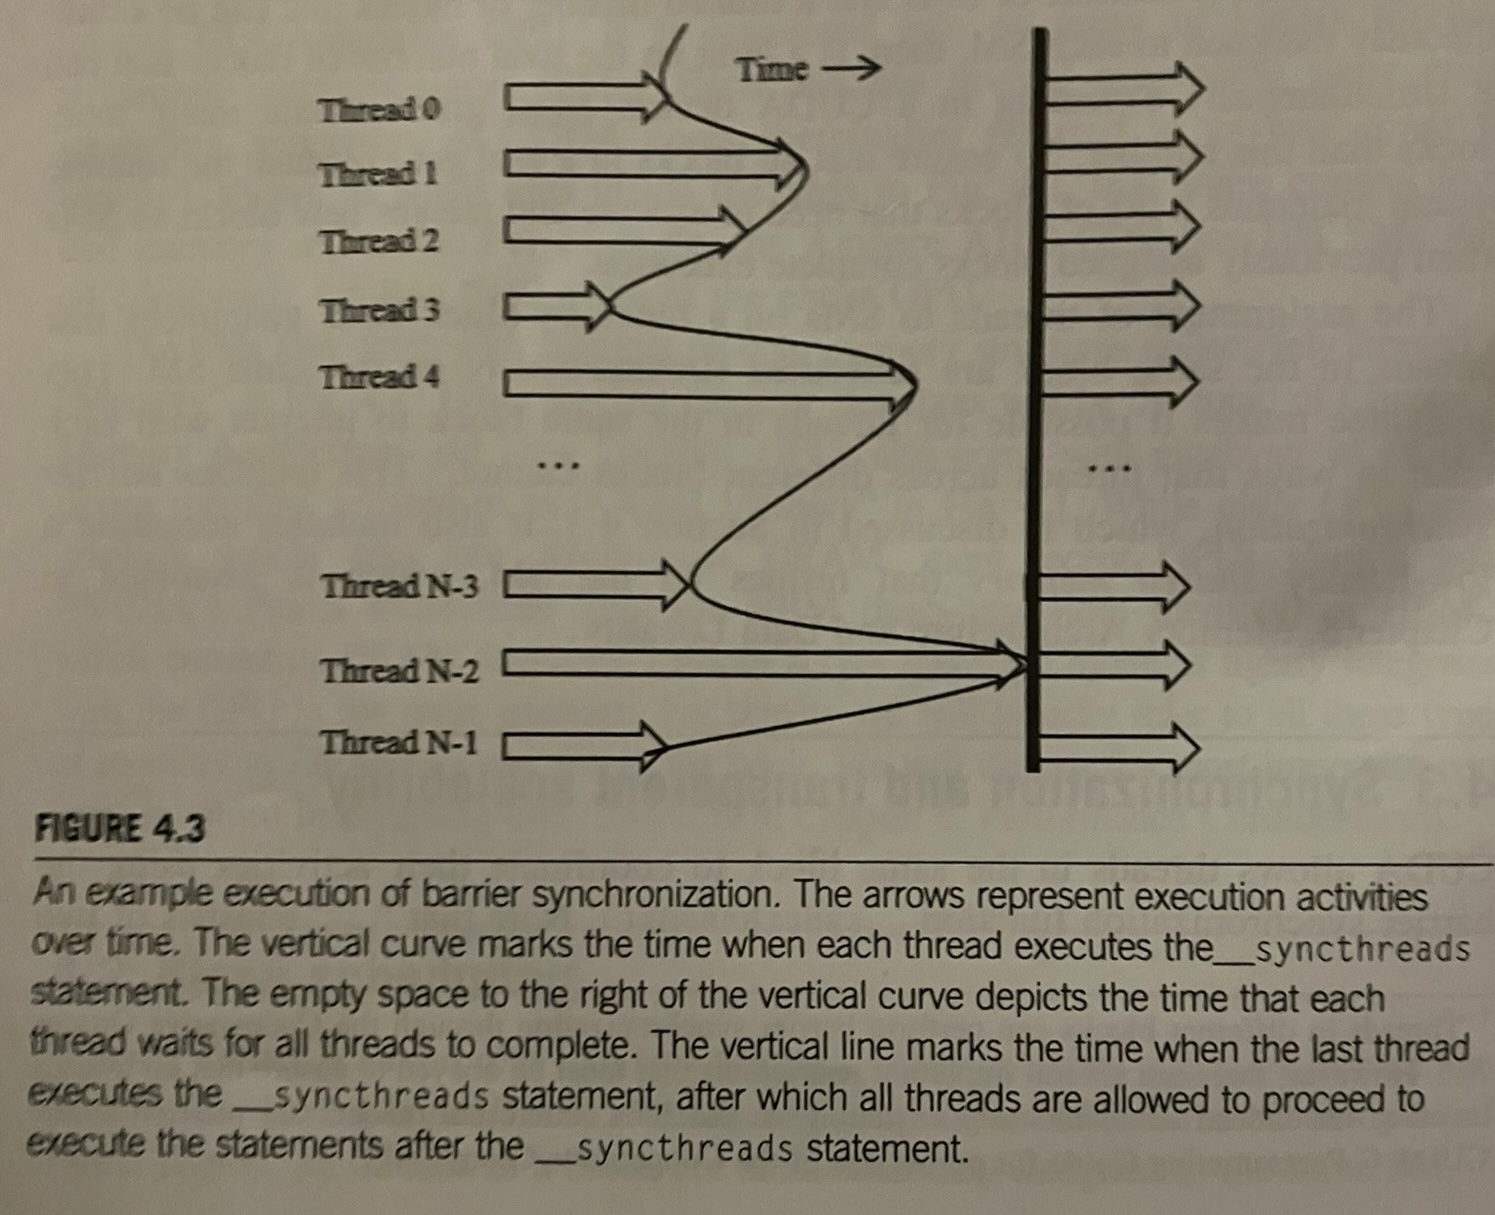 Time →
Thread 0
Thread 1
Thread 2
Thread 3
Thread 4
... ...
Thread N-3
Thread N-2
Thread N-1
FIGURE 4.3
An example execution of barrier synchronization. The arrows represent execution activities
over time. The vertical curve marks the time when each thread executes the__syncthreads
statement. The empty space to the right of the vertical curve depicts the time that each
thread waits for all threads to complete. The vertical line marks the time when the last thread
executes the __syncthreads statement, after which all threads are allowed to proceed to
execute the statements after the __syncthreads statement.